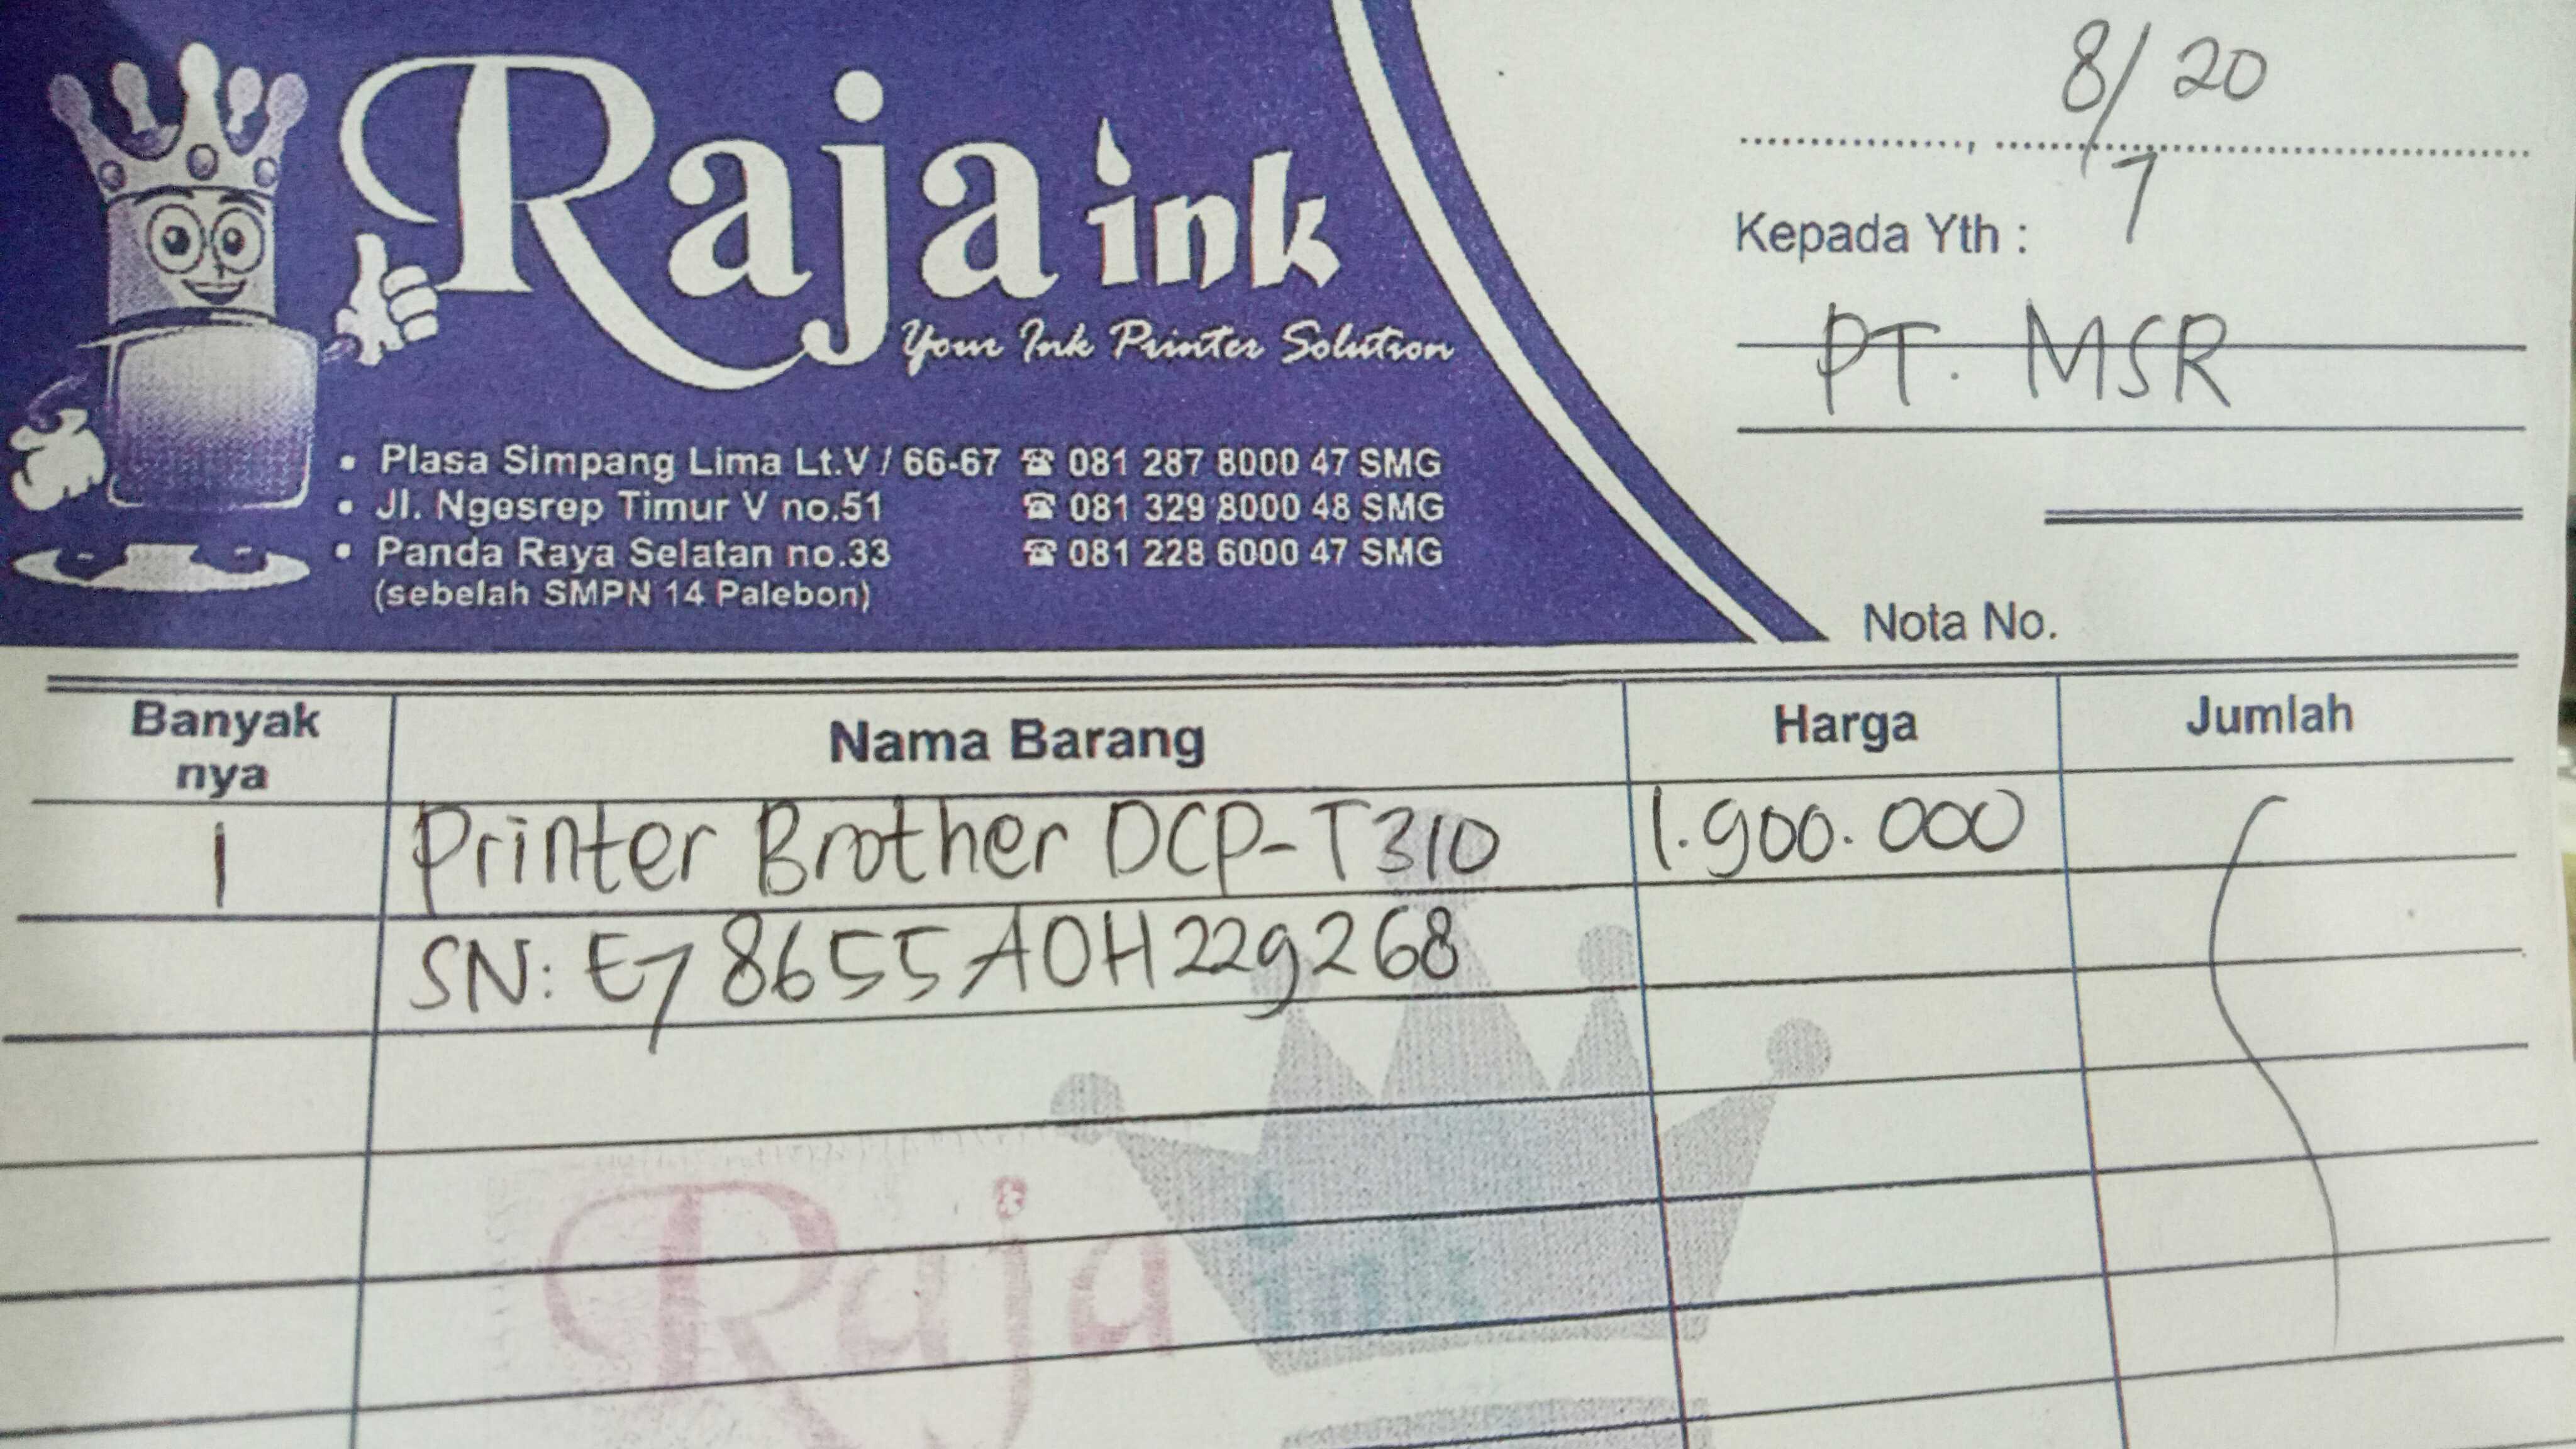 Raja ink
Your Ink Printer Solution
• Plasa Simpang Lima Lt.V / 66-67 ☎ 081 287 8000 47 SMG
• Jl. Ngesrep Timur V no.51 ☎ 081 329 8000 48 SMG
• Panda Raya Selatan no.33 ☎ 081 228 6000 47 SMG
(sebelah SMPN 14 Palebon)
8/7 20
Kepada Yth :
PT. MSR
Nota No.
Banyak nya Nama Barang Harga Jumlah
1 Printer Brother DCP-T310 1.900.000
SN: E78655A0H229268
Raja ink